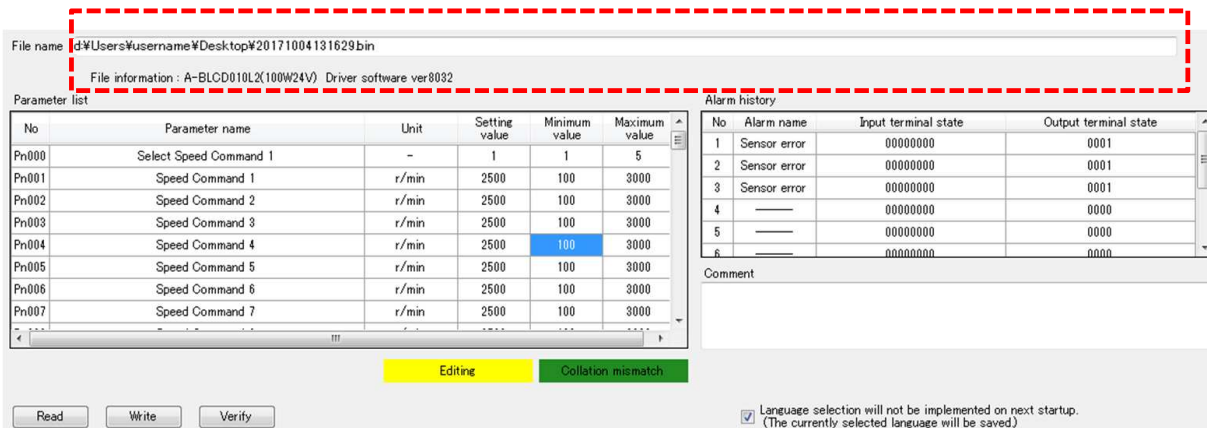 File name d:¥Users¥username¥Desktop¥20171004131629.bin
File information : A-BLCD010L2(100W24V) Driver software ver8032
Parameter list
No Parameter name Unit Setting value Minimum value Maximum value
Pn000 Select Speed Command 1 - 1 1 5
Pn001 Speed Command 1 r/min 2500 100 3000
Pn002 Speed Command 2 r/min 2500 100 3000
Pn003 Speed Command 3 r/min 2500 100 3000
Pn004 Speed Command 4 r/min 2500 100 3000
Pn005 Speed Command 5 r/min 2500 100 3000
Pn006 Speed Command 6 r/min 2500 100 3000
Pn007 Speed Command 7 r/min 2500 100 3000
Alarm history
No Alarm name Input terminal state Output terminal state
1 Sensor error 00000000 0001
2 Sensor error 00000000 0001
3 Sensor error 00000000 0001
4 ―― 00000000 0000
5 ―― 00000000 0000
6 00000000 0000
Comment
Editing Collation mismatch
Read Write Verify
Language selection will not be implemented on next startup.
(The currently selected language will be saved)